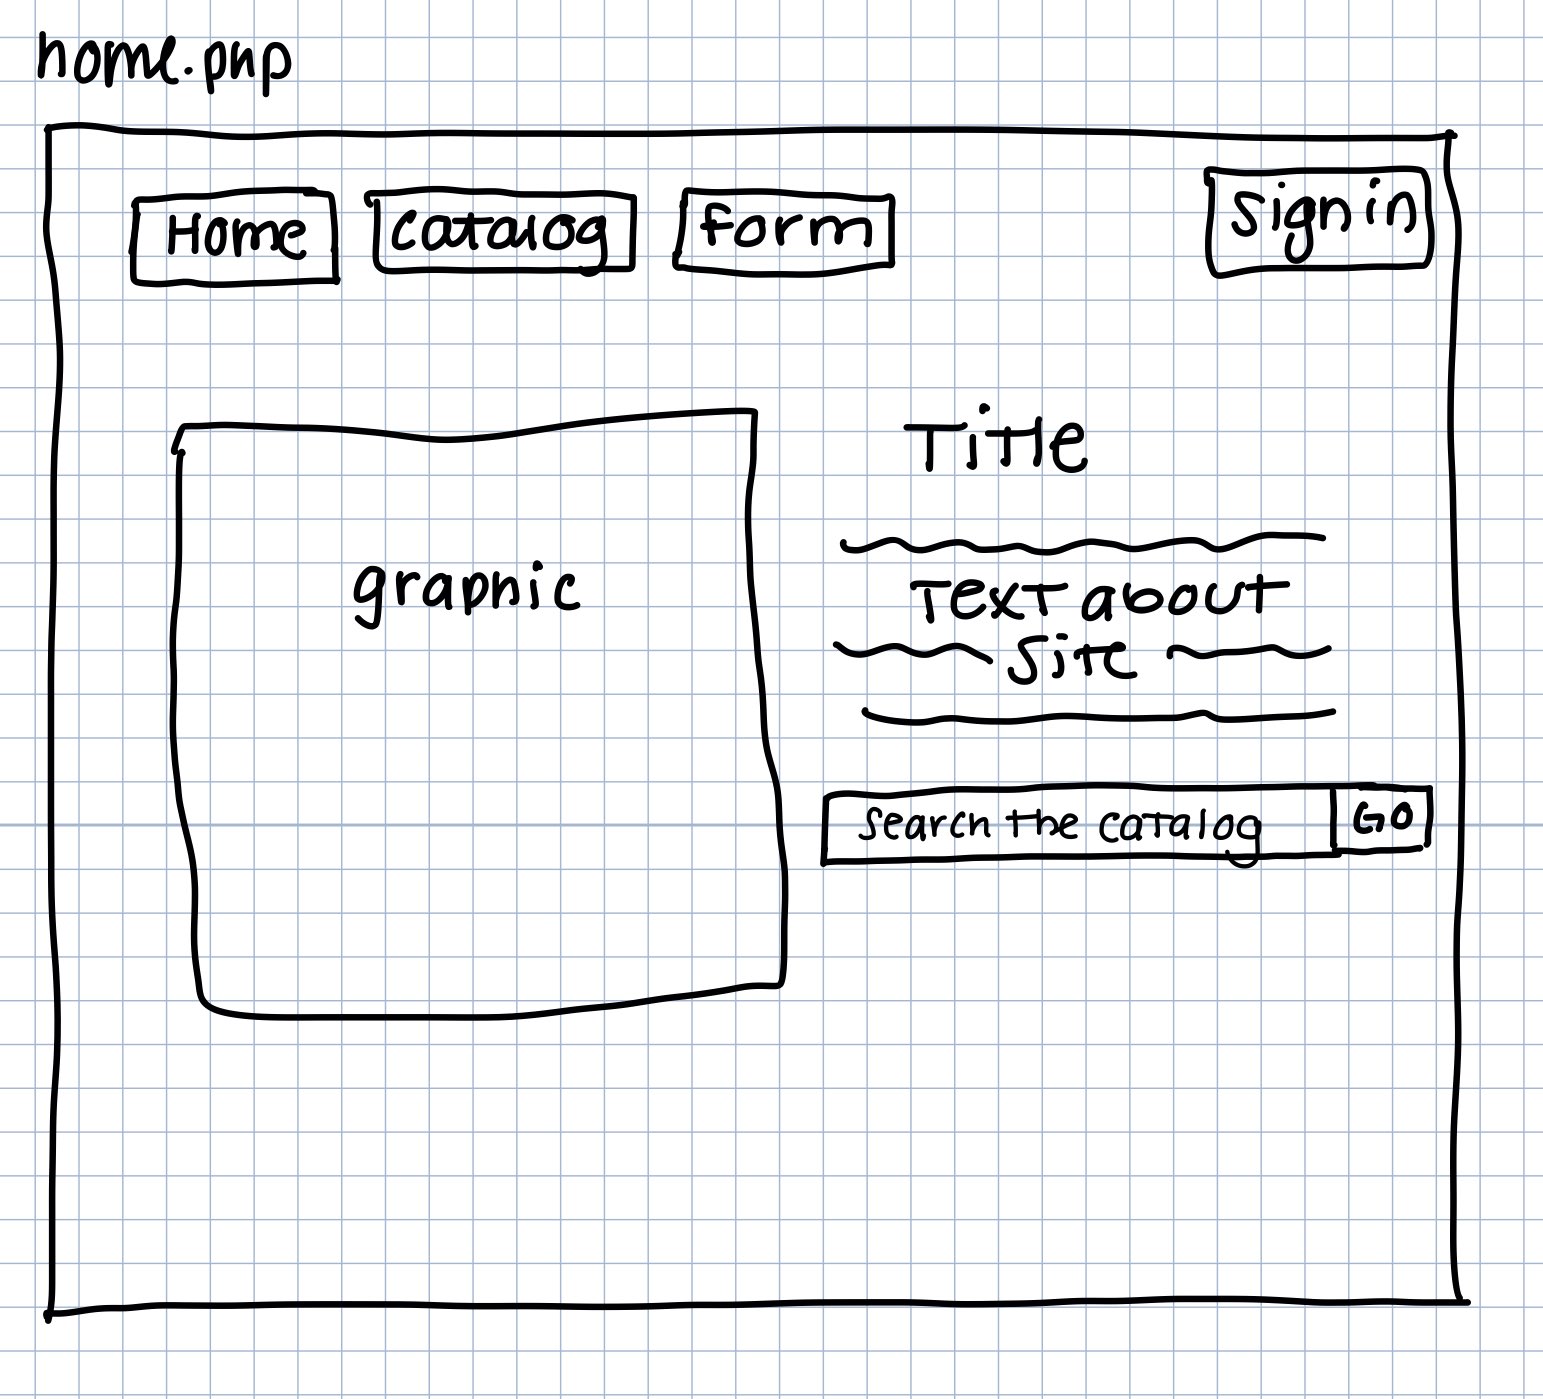 home.php
Home catalog form sign in
Title
graphic
Text about
site
search the catalog GO